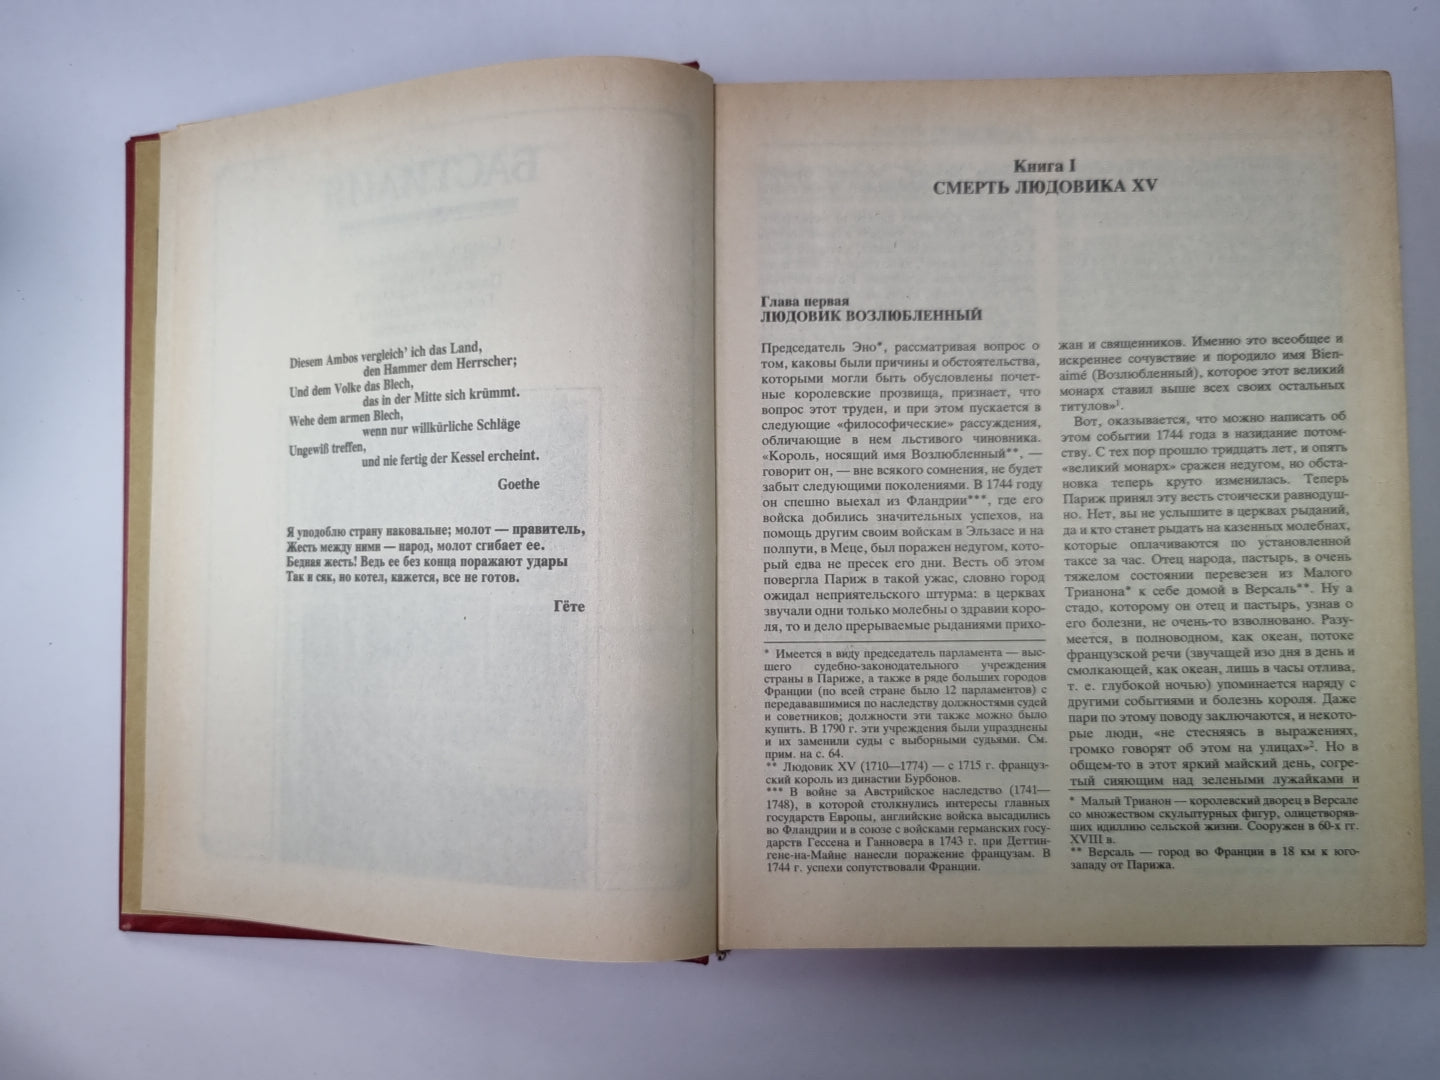 Diesem Ambos vergleich' ich das Land,
den Hammer dem Herrscher;
Und dem Volke das Blech,
das in der Mitte sich krümmt.
Wehe dem armen Blech,
wenn nur willkürliche Schläge
Ungewiß treffen,
und nie fertig der Kessel ercheint.
Goethe
Я уподоблю страну наковальне; молот — правитель,
Жесть между ними — народ, молот сгибает ее.
Бедная жесть! Ведь ее без конца поражают удары
Так и сяк, но котел, кажется, все не готов.
Гёте
Книга I
СМЕРТЬ ЛЮДОВИКА XV
Глава первая
ЛЮДОВИК ВОЗЛЮБЛЕННЫЙ
Председатель Эно*, рассматривая вопрос о
том, каковы были причины и обстоятельства,
которыми могли быть обусловлены почет-
ные королевские прозвища, признает, что
вопрос этот труден, и при этом пускается в
следующие «философические» рассуждения,
обличающие в нем льстивого чиновника.
«Король, носящий имя Возлюбленный**, —
говорит он, — вне всякого сомнения, не будет
забыт следующими поколениями. В 1744 году
он спешно выехал из Фландрии***, где его
войска добились значительных успехов, на
помощь другим своим войскам в Эльзасе и на
полпути, в Меце, был поражен недугом, кото-
рый едва не пресек его дни. Весть об этом
повергла Париж в такой ужас, словно город
ожидал неприятельского штурма: в церквах
звучали одни только молебны о здравии коро-
ля, то и дело прерываемые рыданиями прихо-
* Имеется в виду председатель парламента — выс-
шего судебно-законодательного учреждения
страны в Париже, а также в ряде больших городов
Франции (по всей стране было 12 парламентов) с
передававшимися по наследству должностями судей
и советников; должности эти также можно было
купить. В 1790 г. эти учреждения были упразднены
и их заменили суды с выборными судьями. См.
прим. на с. 64.
** Людовик XV (1710—1774) — с 1715 г. француз-
ский король из династии Бурбонов.
*** В войне за Австрийское наследство (1741—
1748), в которой столкнулись интересы главных
государств Европы, английские войска высадились
во Фландрии и в союзе с войсками германских госу-
дарств Гессена и Ганновера в 1743 г. при Деттин-
гене-на-Майне нанесли поражение французам. В
1744 г. успехи сопутствовали Франции.
жан и священников. Именно это всеобщее и
искреннее сочувствие и породило имя Bien-
aimé (Возлюбленный), которое этот великий
монарх ставил выше всех своих остальных
титулов»¹.
Вот, оказывается, что можно написать об
этом событии 1744 года в назидание потом-
ству. С тех пор прошло тридцать лет, и опять
«великий монарх» сражен недугом, но обста-
новка теперь круто изменилась. Теперь
Париж принял эту весть стоически равнодуш-
но. Нет, вы не услышите в церквах рыданий,
да и кто станет рыдать на казенных молебнах,
которые оплачиваются по установленной
таксе за час. Отец народа, пастырь, в очень
тяжелом состоянии перевезен из Малого
Трианона* к себе домой в Версаль**. Ну а
стадо, которому он отец и пастырь, узнав о
его болезни, не очень-то взволновано. Разу-
меется, в полноводном, как океан, потоке
французской речи (звучащей изо дня в день и
смолкающей, как океан, лишь в часы отлива,
т. е. глубокой ночью) упоминается наряду с
другими событиями и болезнь короля. Даже
пари по этому поводу заключаются, и некото-
рые люди, «не стесняясь в выражениях,
громко говорят об этом на улицах»². Но в
общем-то в этот яркий майский день, согре-
тый сияющим над зелеными лужайками и
* Малый Трианон — королевский дворец в Версале
со множеством скульптурных фигур, олицетворяв-
ших идиллию сельской жизни. Сооружен в 60-х гг.
XVIII в.
** Версаль — город во Франции в 18 км к юго-
западу от Парижа.